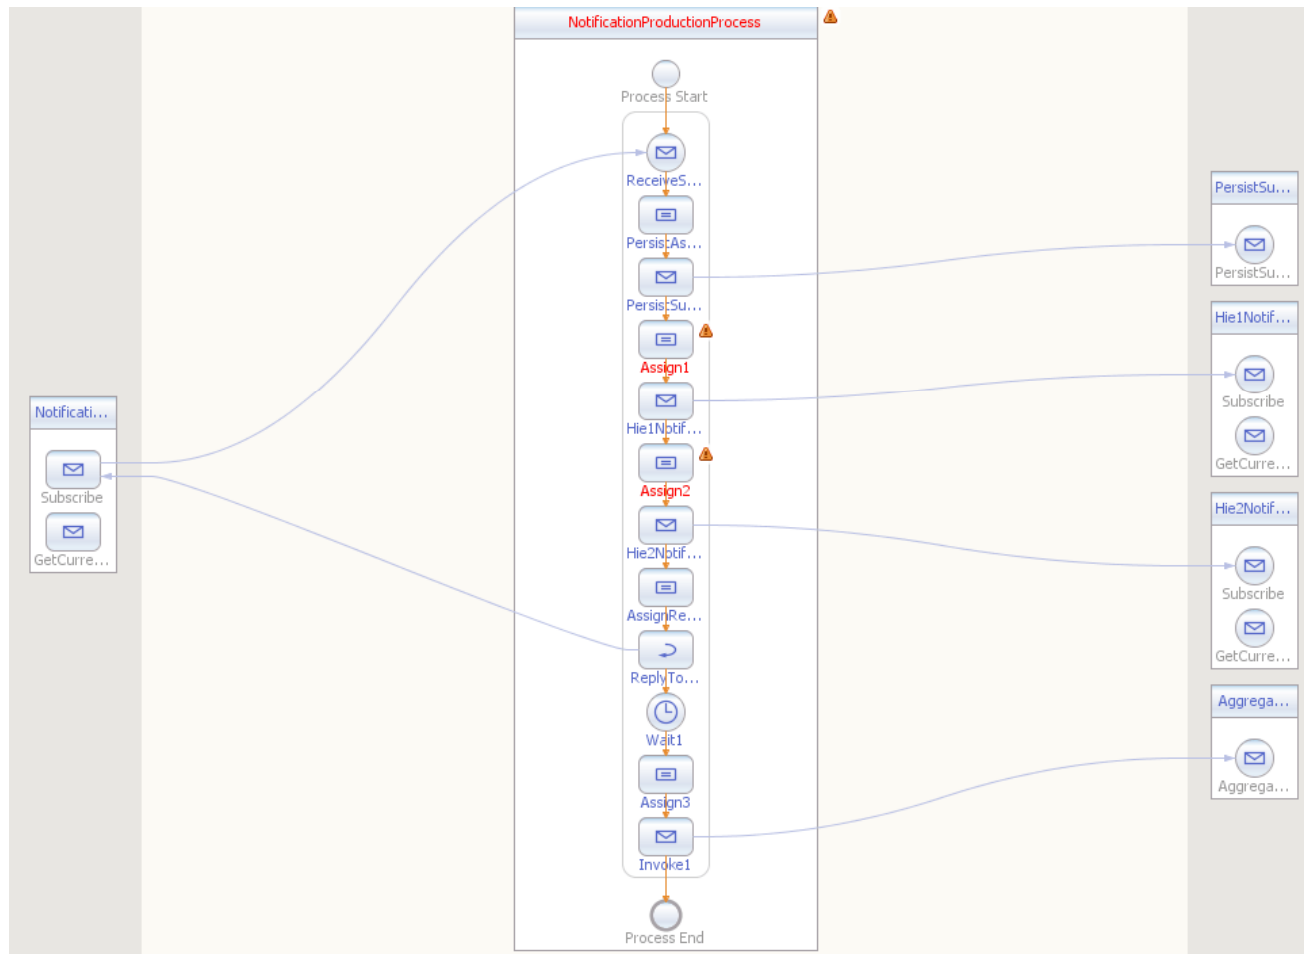 NotificationProductionProcess
Process Start
ReceiveS...
PersistAs...
PersistSu...
Assign1
Hie1Notif...
Assign2
Hie2Notif...
AssignRe...
ReplyTo...
Wait1
Assign3
Invoke1
Process End
Notificati...
Subscribe
GetCurre...
PersistSu...
PersistSu...
Hie1Notif...
Subscribe
GetCurre...
Hie2Notif...
Subscribe
GetCurre...
Aggrega...
Aggrega...